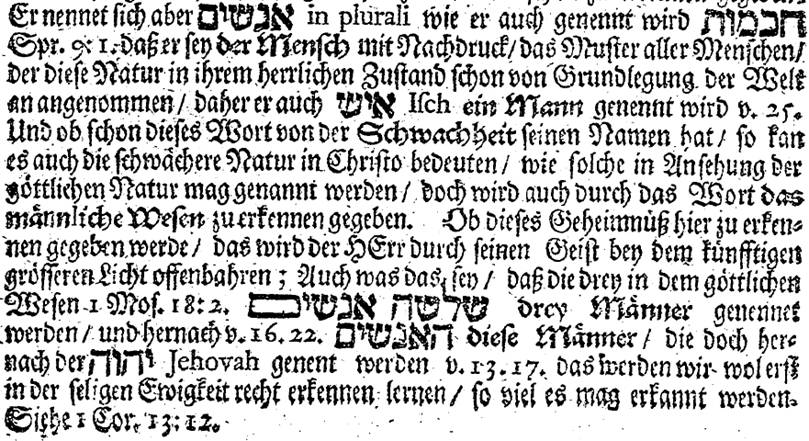 Er nennet sich aber אנשים in plurali wie er auch genennt wird חכמות
Spr. 9: 1. daß er sey der Mensch mit Nachdruck / das Muster aller Menschen /
der diese Natur in ihrem herrlichen Zustand schon von Grundlegung der Welt
an angenommen / daher er auch איש Isch ein Mann genennt wird v. 25.
Und ob schon dieses Wort von der Schwachheit seinen Namen hat / so kan
es auch die schwächere Natur in Christo bedeuten / wie solche in Ansehung der
göttlichen Natur mag genannt werden / doch wird auch durch das Wort das
männliche Wesen zu erkennen gegeben. Ob dieses Geheimnüß hier zu erken-
nen gegeben werde / das wird der HErr durch seinen Geist bey dem künfftigen
grösseren Licht offenbahren ; Auch was das sey / daß die drey in dem göttlichen
Wesen 1 Mos. 18: 2. שלשה אנשים drey Männer genennet
werden / und hernach v. 16. 22. האנשים diese Männer / die doch her-
nach der יהוה Jehovah genent werden v. 13. 17. das werden wir wol erst
in der seligen Ewigkeit recht erkennen lernen / so viel es mag erkannt werden.
Siehe 1 Cor. 13: 12.